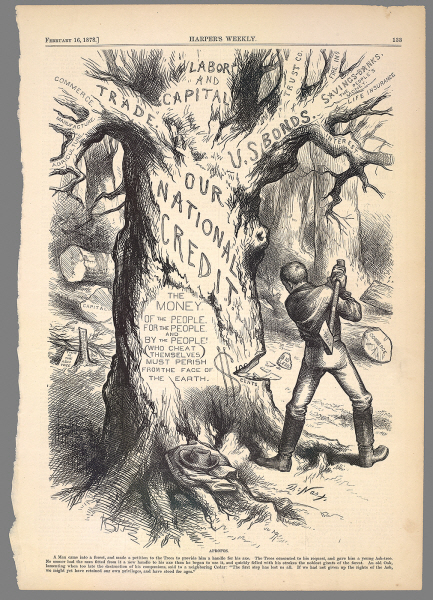 FEBRUARY 16, 1878.]
HARPER'S WEEKLY.
133
LABOR
AND
CAPITAL
TRUST CO.
SAVINGS-BANKS.
PEOPLE'S
LIFE INSURANCE
COMMERCE
TRADE
U.S BONDS.
OUR
NATIONAL
CREDIT.
THE
MONEY
OF THE PEOPLE.
FOR THE PEOPLE.
AND
BY THE PEOPLE!
(WHO CHEAT
THEMSELVES)
MUST PERISH
FROM THE FACE OF
THE EARTH.
$
CAPITAL
Th: Nast.
A Man came into a Forest, and made a petition to the Trees to provide him a handle for his axe. The Trees consented to his request, and gave him a young Ash-tree.
No sooner had the man fitted from it a new handle to his axe than he began to use it, and quickly felled with his strokes the noblest giants of the forest. An old Oak,
lamenting when too late the destruction of his companions, said to a neighboring Cedar: "The first step has lost us all. If we had not given up the rights of the Ash,
we might yet have retained our own privileges, and have stood for ages."